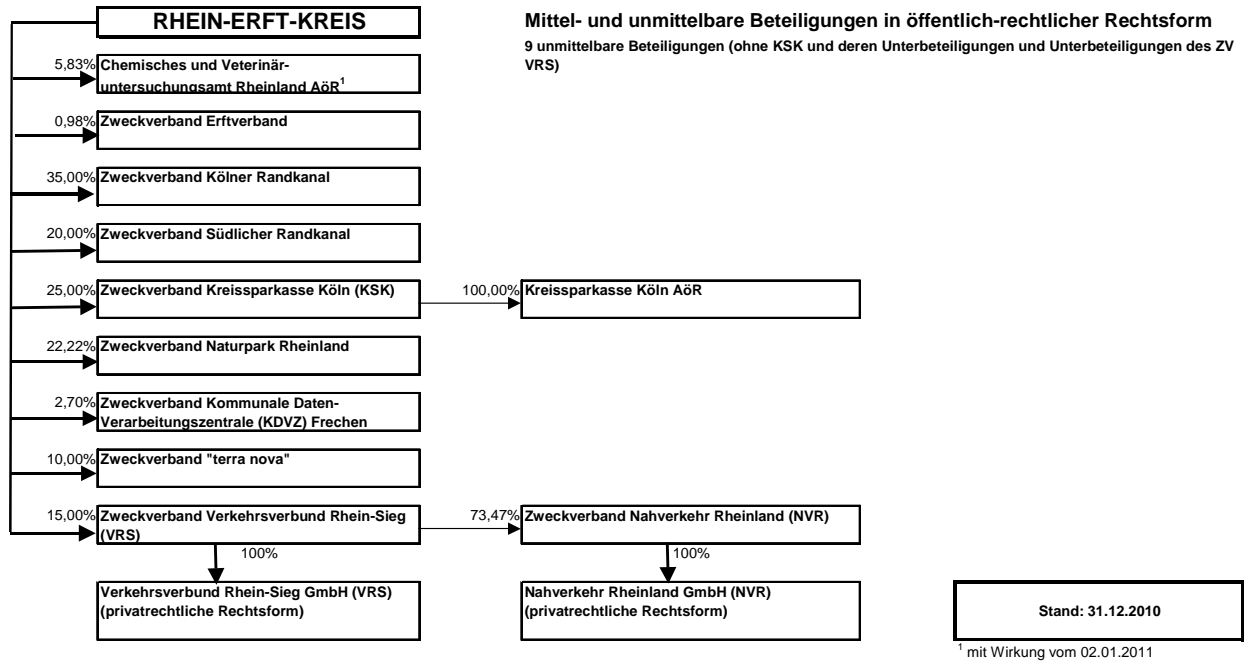 RHEIN-ERFT-KREIS
Mittel- und unmittelbare Beteiligungen in öffentlich-rechtlicher Rechtsform
9 unmittelbare Beteiligungen (ohne KSK und deren Unterbeteiligungen und Unterbeteiligungen des ZV
VRS)
5,83% Chemisches und Veterinär-
untersuchungsamt Rheinland AöR¹
0,98% Zweckverband Erftverband
35,00% Zweckverband Kölner Randkanal
20,00% Zweckverband Südlicher Randkanal
25,00% Zweckverband Kreissparkasse Köln (KSK)
100,00% Kreissparkasse Köln AöR
22,22% Zweckverband Naturpark Rheinland
2,70% Zweckverband Kommunale Daten-
Verarbeitungszentrale (KDVZ) Frechen
10,00% Zweckverband "terra nova"
15,00% Zweckverband Verkehrsverbund Rhein-Sieg
(VRS)
73,47% Zweckverband Nahverkehr Rheinland (NVR)
100%
100%
Verkehrsverbund Rhein-Sieg GmbH (VRS)
(privatrechtliche Rechtsform)
Nahverkehr Rheinland GmbH (NVR)
(privatrechtliche Rechtsform)
Stand: 31.12.2010
¹ mit Wirkung vom 02.01.2011